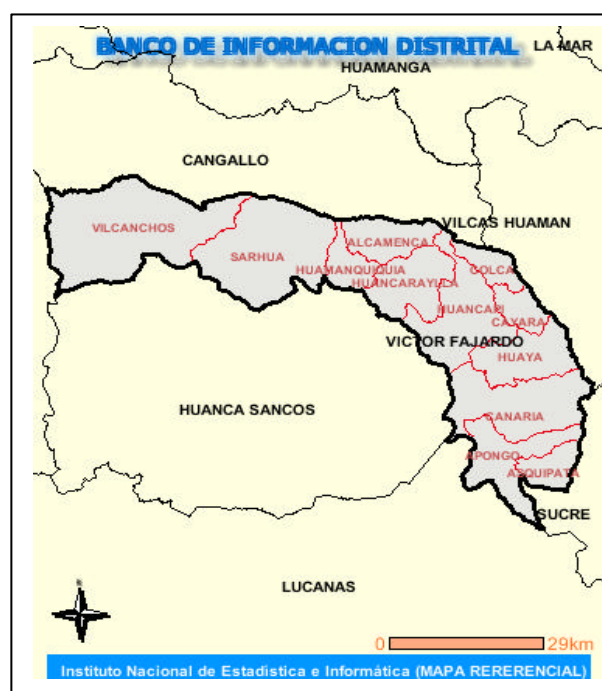 BANCO DE INFORMACION DISTRITAL
LA MAR
HUAMANGA
CANGALLO
VILCAS HUAMAN
VILCANCHOS
ALCAMENCA
SARHUA
COLCA
HUAMANQUIQUIA
HUANCARAYLLA
HUANCAPI
CAYARA
VICTOR FAJARDO
HUAYA
HUANCA SANCOS
CANARIA
APONGO
ASQUIPATA
SUCRE
LUCANAS
0 29km
Instituto Nacional de Estadistica e Informática (MAPA RERERENCIAL)